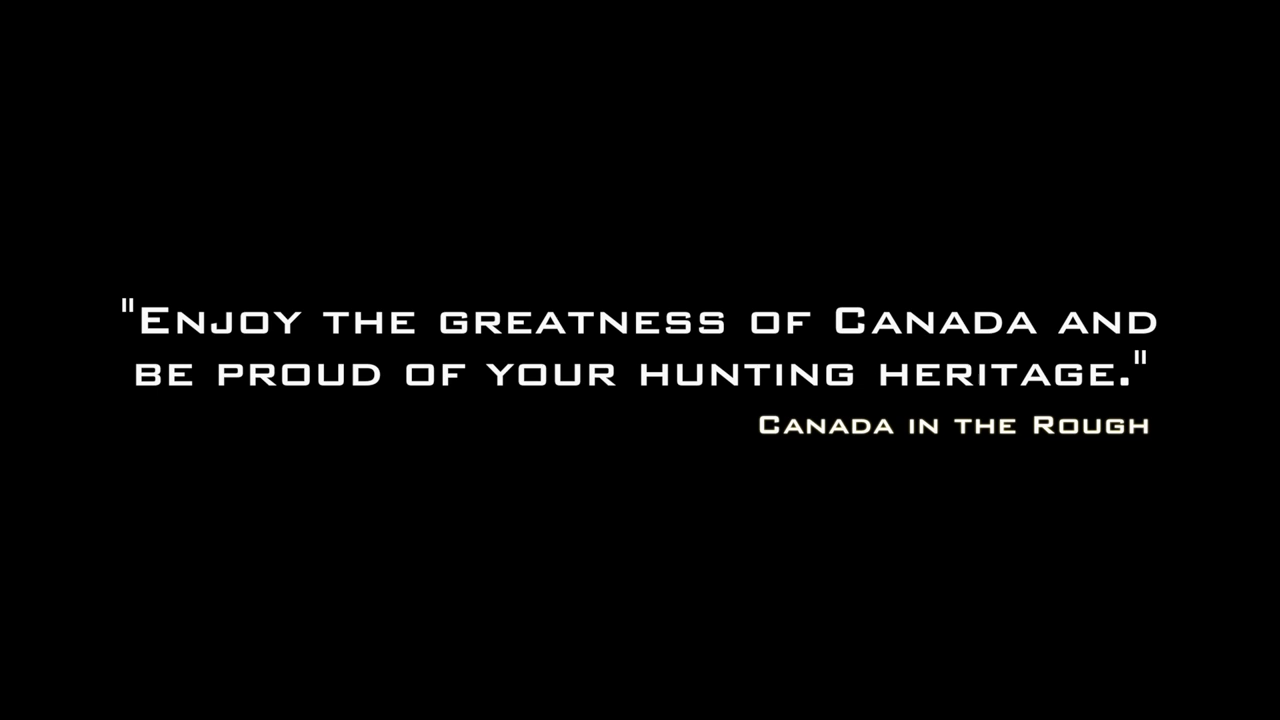 "Enjoy the greatness of Canada and
be proud of your hunting heritage."
Canada in the Rough